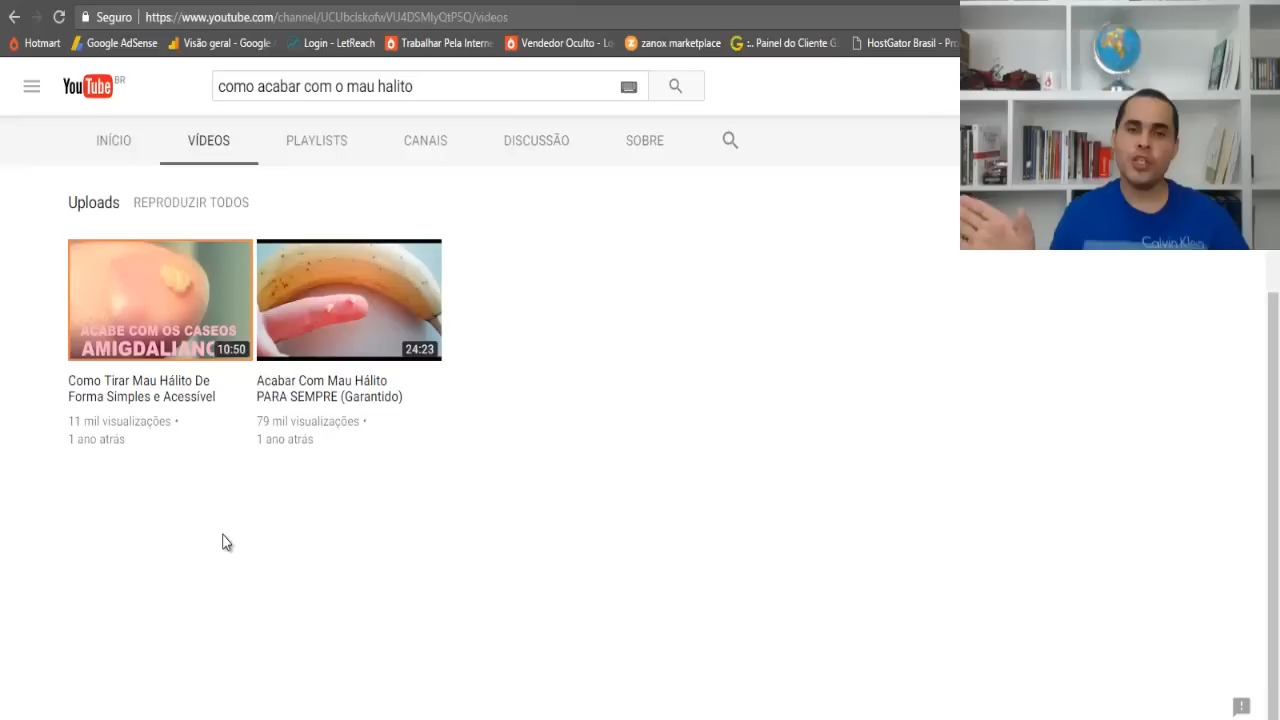 Seguro https://www.youtube.com/channel/UCUbclskofwVU4DSMIyQtP5Q/videos
Hotmart Google AdSense Visão geral - Google Login - LetReach Trabalhar Pela Interne Vendedor Oculto - Lo zanox marketplace :. Painel do Cliente G HostGator Brasil - Pro
YouTube BR
como acabar com o mau halito
INÍCIO VÍDEOS PLAYLISTS CANAIS DISCUSSÃO SOBRE
Uploads REPRODUZIR TODOS
ACABE COM OS CASEOS
AMIGDALIANO
10:50
24:23
Como Tirar Mau Hálito De
Forma Simples e Acessível
11 mil visualizações •
1 ano atrás
Acabar Com Mau Hálito
PARA SEMPRE (Garantido)
79 mil visualizações •
1 ano atrás
Calvin Klein